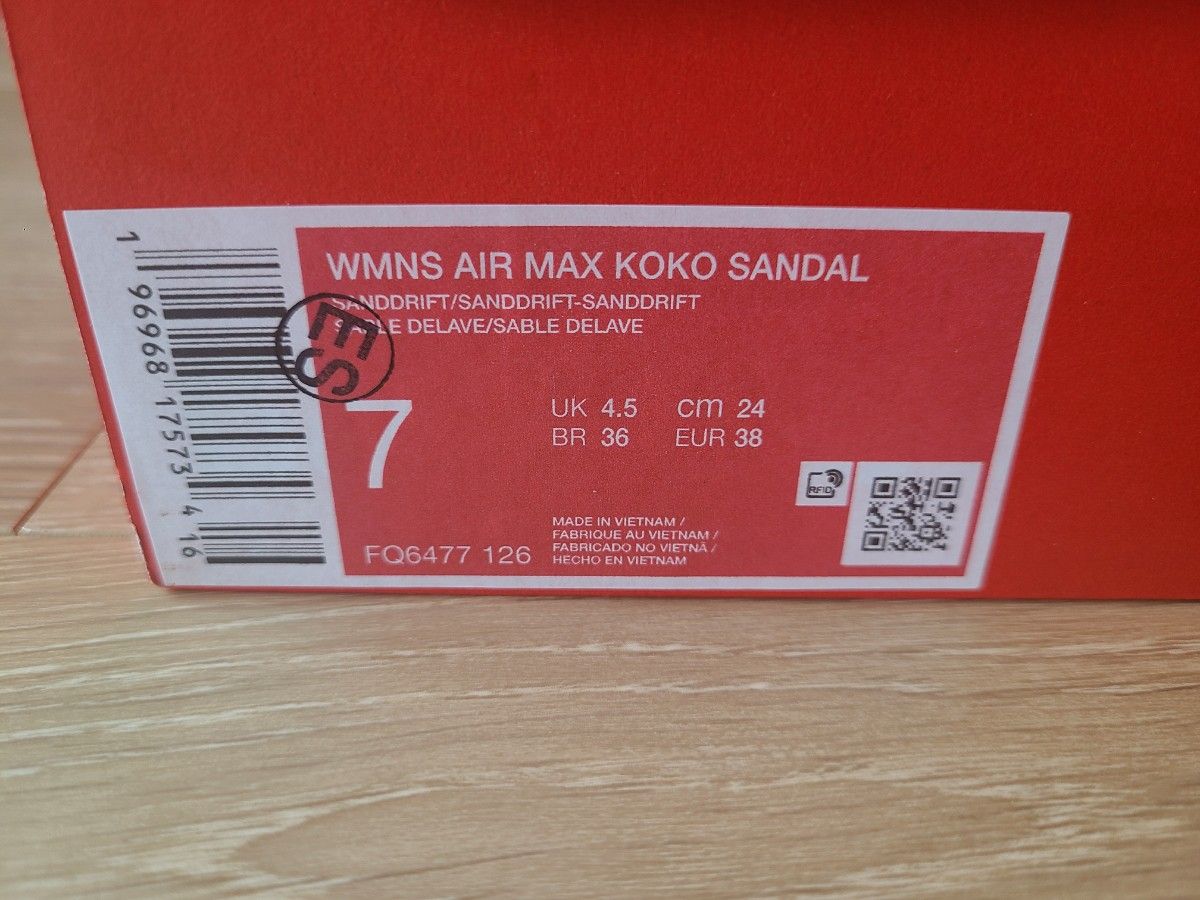 WMNS AIR MAX KOKO SANDAL
SANDDRIFT/SANDDRIFT-SANDDRIFT
SABLE DELAVE/SABLE DELAVE
ES
7
UK 4.5 cm 24
BR 36 EUR 38
RFID
MADE IN VIETNAM /
FABRIQUE AU VIETNAM /
FABRICADO NO VIETNÃ /
HECHO EN VIETNAM
FQ6477 126
1 96968 17573 4 16